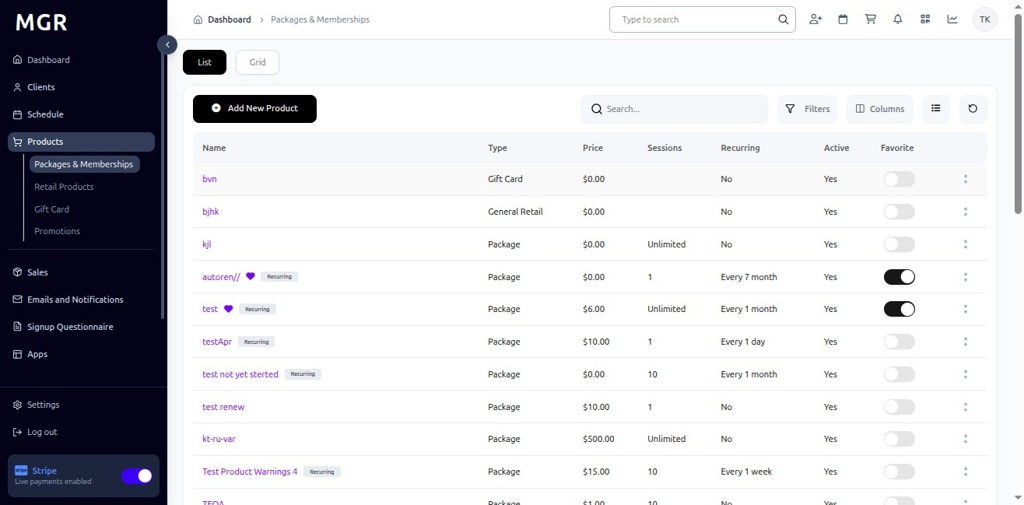 MGR
Dashboard
Clients
Schedule
Products
Packages & Memberships
Retail Products
Gift Card
Promotions
Sales
Emails and Notifications
Signup Questionnaire
Apps
Settings
Log out
stripe Stripe
Live payments enabled
Dashboard > Packages & Memberships
Type to search
TK
List Grid
Add New Product
Search...
Filters
Columns
Name Type Price Sessions Recurring Active Favorite
bvn Gift Card $0.00 No Yes
bjhk General Retail $0.00 No Yes
kjl Package $0.00 Unlimited No Yes
autoren// Recurring Package $0.00 1 Every 7 month Yes
test Recurring Package $6.00 Unlimited Every 1 month Yes
testApr Recurring Package $10.00 1 Every 1 day Yes
test not yet sterted Recurring Package $0.00 10 Every 1 month Yes
test renew Package $10.00 1 No Yes
kt-ru-var Package $500.00 Unlimited No Yes
Test Product Warnings 4 Recurring Package $15.00 10 Every 1 week Yes
Package $1.00 10 No Yes